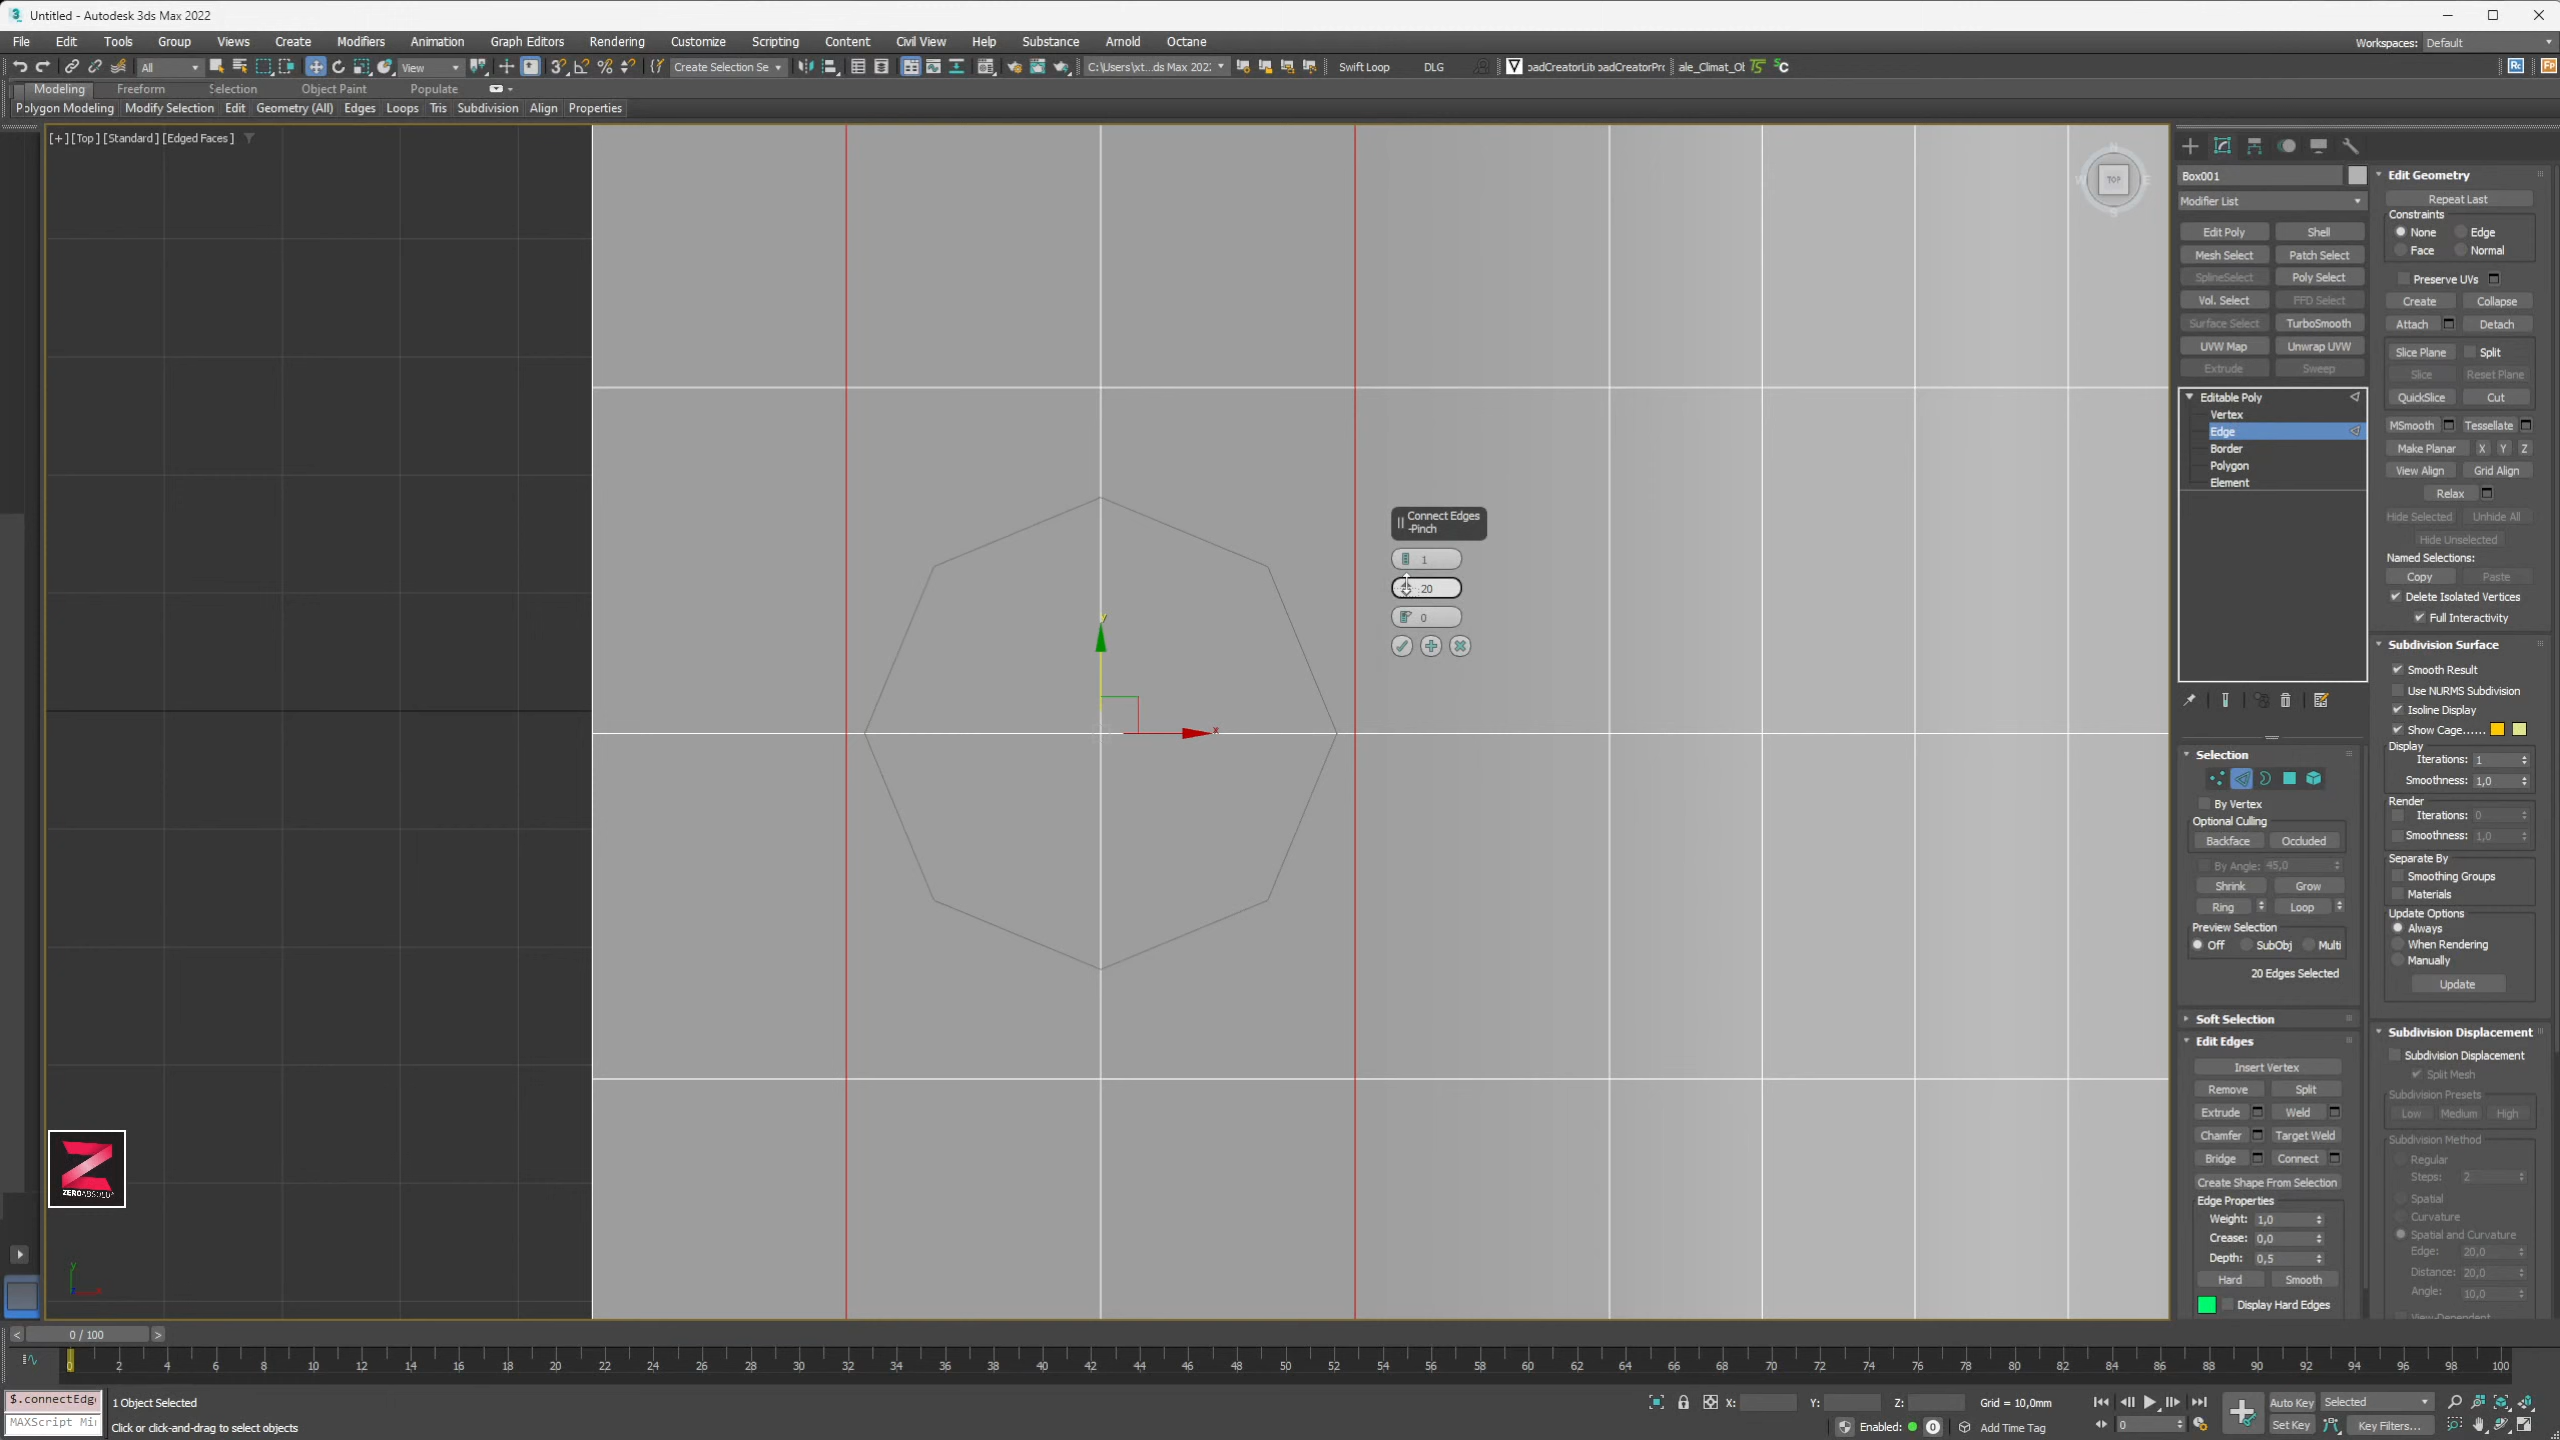 Untitled - Autodesk 3ds Max 2022
File Edit Tools Group Views Create Modifiers Animation Graph Editors Rendering Customize Scripting Content Civil View Help Substance Arnold Octane
Workspaces: Default
All View Create Selection Se C:\Users\xt...ds Max 202: Swift Loop DLG oadCreatorLib oadCreatorPr ale_Climat_Ol
Modeling Freeform Selection Object Paint Populate
Polygon Modeling Modify Selection Edit Geometry (All) Edges Loops Tris Subdivision Align Properties
[+] [Top] [Standard] [Edged Faces]
TOP
Connect Edges
-Pinch
1
20
0
y
x
Box001
Modifier List
Edit Poly Shell
Mesh Select Patch Select
SplineSelect Poly Select
Vol. Select FFD Select
Surface Select TurboSmooth
UVW Map Unwrap UVW
Extrude Sweep
Editable Poly
Vertex
Edge
Border
Polygon
Element
Selection
By Vertex
Optional Culling
Backface Occluded
By Angle: 45,0
Shrink Grow
Ring Loop
Preview Selection
Off SubObj Multi
20 Edges Selected
Soft Selection
Edit Edges
Insert Vertex
Remove Split
Extrude Weld
Chamfer Target Weld
Bridge Connect
Create Shape From Selection
Edge Properties
Weight: 1,0
Crease: 0,0
Depth: 0,5
Hard Smooth
Display Hard Edges
Edit Geometry
Repeat Last
Constraints
None Edge
Face Normal
Preserve UVs
Create Collapse
Attach Detach
Slice Plane Split
Slice Reset Plane
QuickSlice Cut
MSmooth Tessellate
Make Planar X Y Z
View Align Grid Align
Relax
Hide Selected Unhide All
Hide Unselected
Named Selections:
Copy Paste
Delete Isolated Vertices
Full Interactivity
Subdivision Surface
Smooth Result
Use NURMS Subdivision
Isoline Display
Show Cage......
Display
Iterations: 1
Smoothness: 1,0
Render
Iterations: 0
Smoothness: 1,0
Separate By
Smoothing Groups
Materials
Update Options
Always
When Rendering
Manually
Update
Subdivision Displacement
Subdivision Displacement
Split Mesh
Subdivision Presets
Low Medium High
Subdivision Method
Regular
Steps: 2
Spatial
Curvature
Spatial and Curvature
Edge: 20,0
Distance: 20,0
Angle: 10,0
View-Dependent
ZEROABSOLU
y
0 / 100
0 2 4 6 8 10 12 14 16 18 20 22 24 26 28 30 32 34 36 38 40 42 44 46 48 50 52 54 56 58 60 62 64 66 68 70 72 74 76 78 80 82 84 86 88 90 92 94 96 98 100
$.connectEdg
MAXScript Mi
1 Object Selected
Click or click-and-drag to select objects
X: Y: Z: Grid = 10,0mm
Enabled: Add Time Tag
0
Auto Key Selected
Set Key Key Filters...